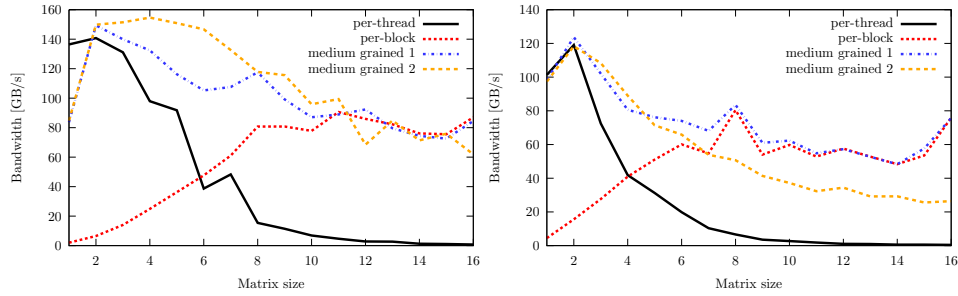 160
140
120
100
80
60
40
20
0
2 4 6 8 10 12 14 16
Bandwidth [GB/s]
Matrix size
per-thread
per-block
medium grained 1
medium grained 2
140
120
100
80
60
40
20
0
2 4 6 8 10 12 14 16
Bandwidth [GB/s]
Matrix size
per-thread
per-block
medium grained 1
medium grained 2